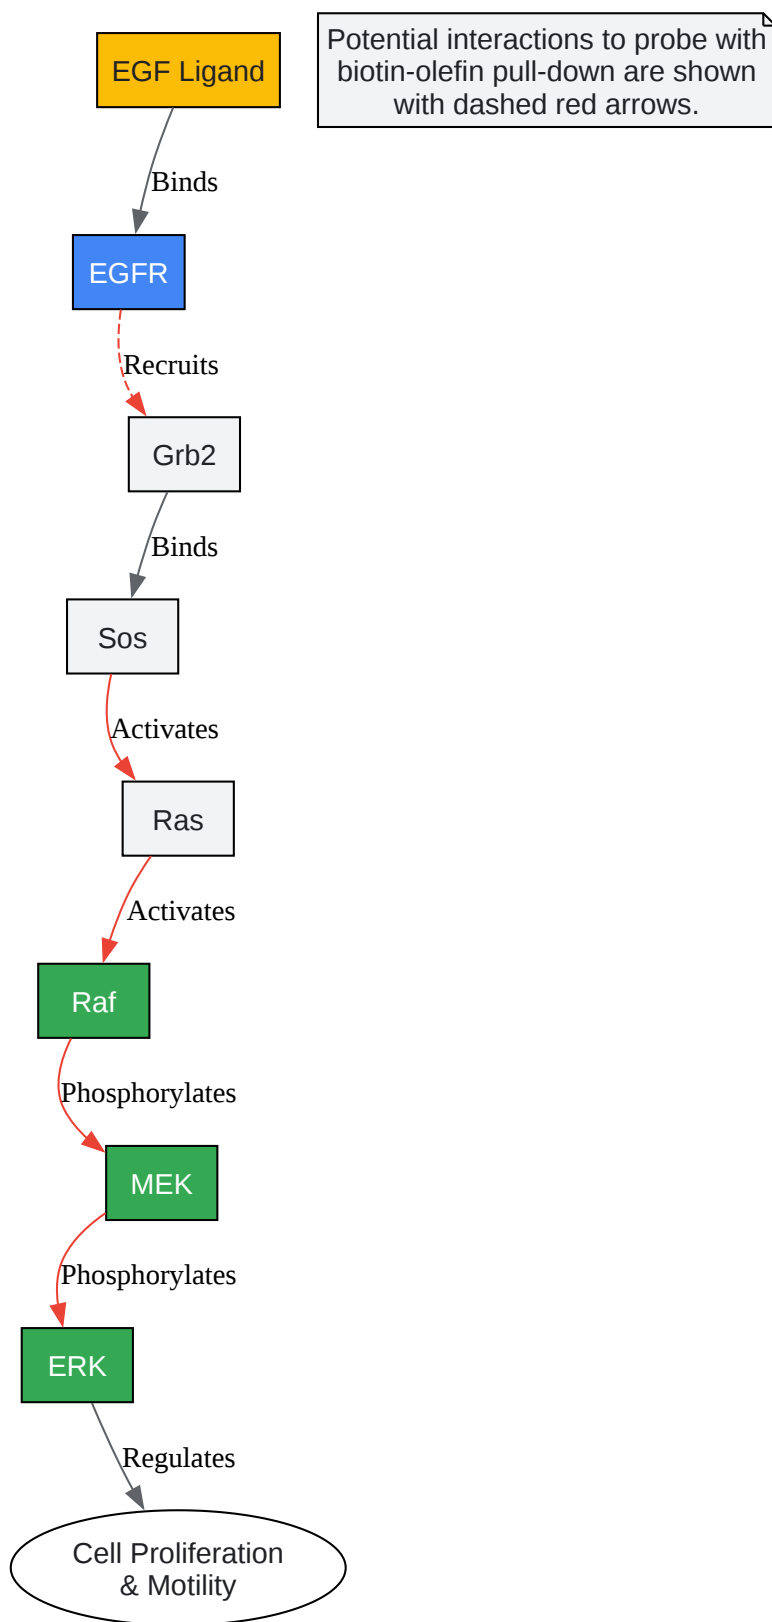 EGF Ligand
Potential interactions to probe with
biotin-olefin pull-down are shown
with dashed red arrows.
Binds
EGFR
Recruits
Grb2
Binds
Sos
Activates
Ras
Activates
Raf
Phosphorylates
MEK
Phosphorylates
ERK
Regulates
Cell Proliferation
& Motility